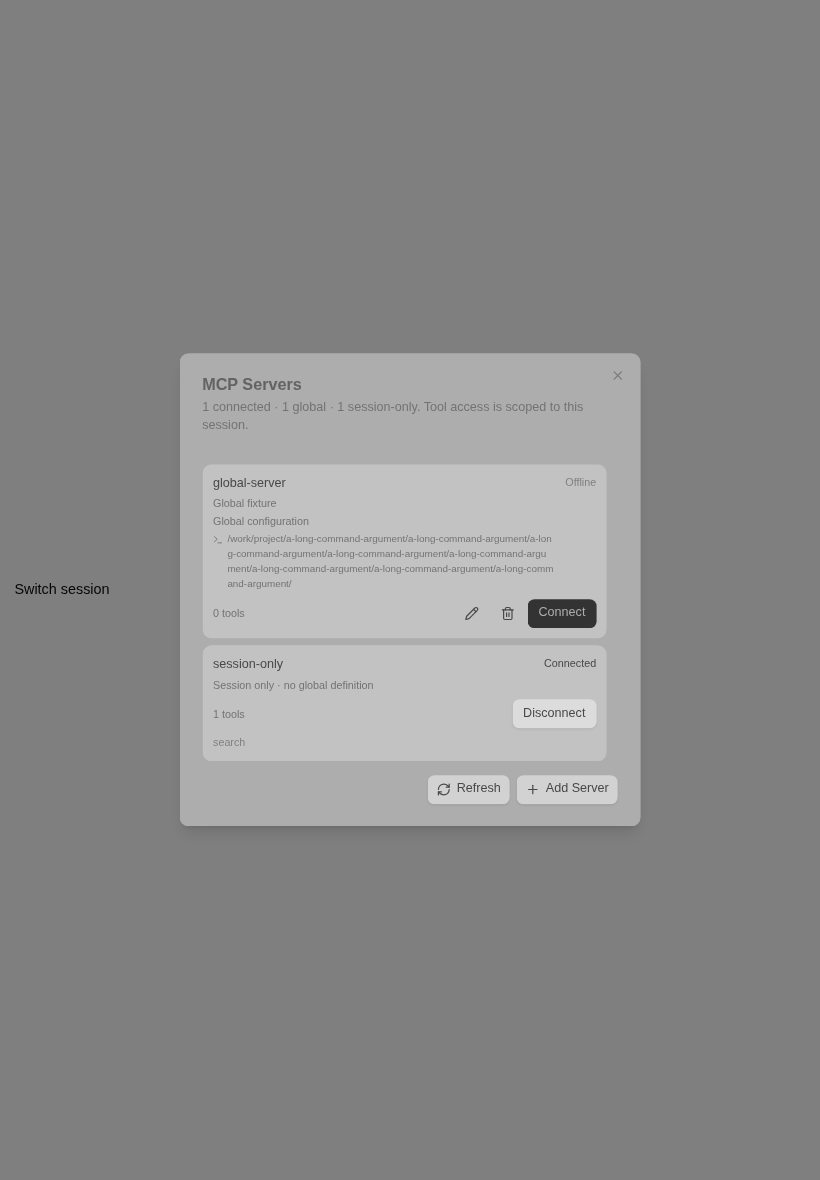 MCP Servers
1 connected · 1 global · 1 session-only. Tool access is scoped to this
session.
global-server
Offline
Global fixture
Global configuration
/work/project/a-long-command-argument/a-long-command-argument/a-lon
g-command-argument/a-long-command-argument/a-long-command-argu
ment/a-long-command-argument/a-long-command-argument/a-long-comm
and-argument/
Switch session
0 tools
Connect
session-only
Connected
Session only · no global definition
1 tools
Disconnect
search
Refresh
Add Server